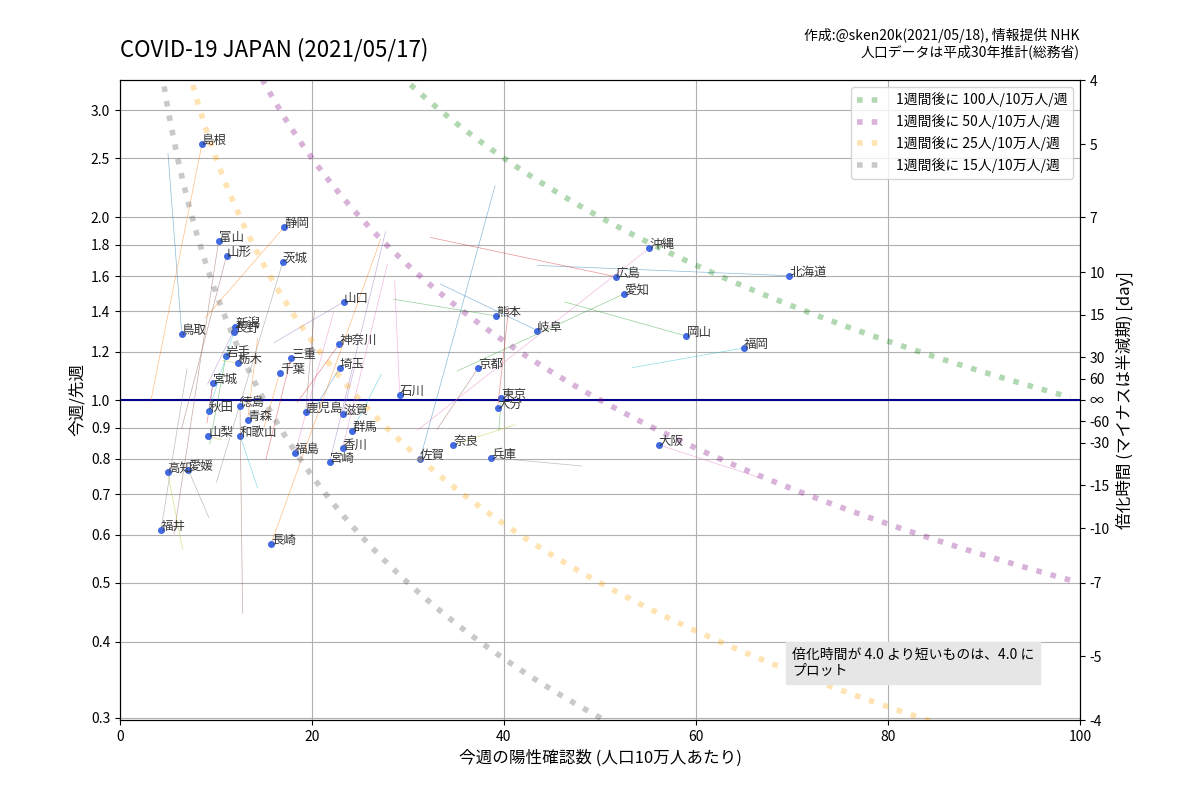 COVID-19 JAPAN (2021/05/17)
作成:@sken20k(2021/05/18), 情報提供 NHK
人口データは平成30年推計(総務省)
1週間後に 100人/10万人/週
1週間後に 50人/10万人/週
1週間後に 25人/10万人/週
1週間後に 15人/10万人/週
今週/先週
3.0
2.5
2.0
1.8
1.6
1.4
1.2
1.0
0.9
0.8
0.7
0.6
0.5
0.4
0.3
島根
静岡
富山
山形
茨城
沖縄
広島
北海道
愛知
山口
熊本
鳥取
新潟
長野
岐阜
岡山
神奈川
福岡
岩手
栃木
三重
千葉
埼玉
京都
宮城
石川
東京
大分
秋田
徳島
青森
鹿児島
滋賀
山梨
和歌山
群馬
福島
香川
宮崎
奈良
佐賀
兵庫
大阪
高知
愛媛
福井
長崎
倍化時間が 4.0 より短いものは、4.0 に
プロット
4
5
7
10
15
30
60
∞
-60
-30
-15
-10
-7
-5
-4
倍化時間 (マイナスは半減期) [day]
0
20
40
60
80
100
今週の陽性確認数 (人口10万人あたり)